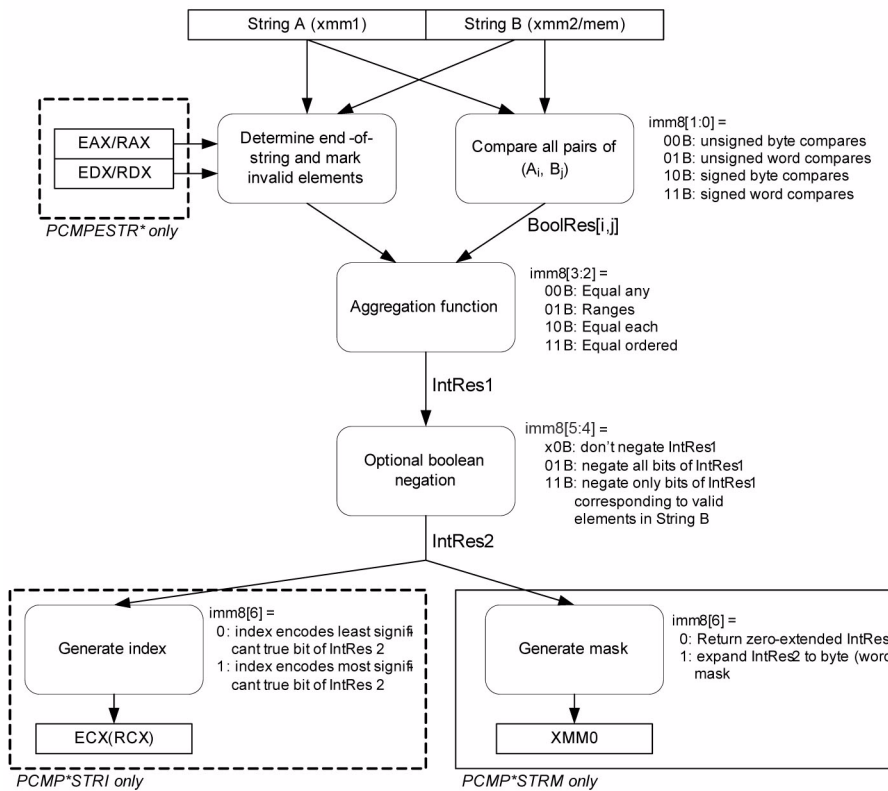 String A (xmm1)
String B (xmm2/mem)
EAX/RAX
EDX/RDX
PCMPESTR* only
Determine end -of-
string and mark
invalid elements
Compare all pairs of
(Ai, Bj)
imm8[1:0] =
00B: unsigned byte compares
01B: unsigned word compares
10B: signed byte compares
11B: signed word compares
BoolRes[i,j]
Aggregation function
imm8[3:2] =
00B: Equal any
01B: Ranges
10B: Equal each
11B: Equal ordered
IntRes1
Optional boolean
negation
imm8[5:4] =
x0B: don't negate IntRes1
01B: negate all bits of IntRes1
11B: negate only bits of IntRes1
corresponding to valid
elements in String B
IntRes2
Generate index
imm8[6] =
0: index encodes least signifi
cant true bit of IntRes 2
1: index encodes most signifi
cant true bit of IntRes 2
ECX(RCX)
PCMP*STRI only
Generate mask
imm8[6] =
0: Return zero-extended IntRes
1: expand IntRes2 to byte (word
mask
XMM0
PCMP*STRM only